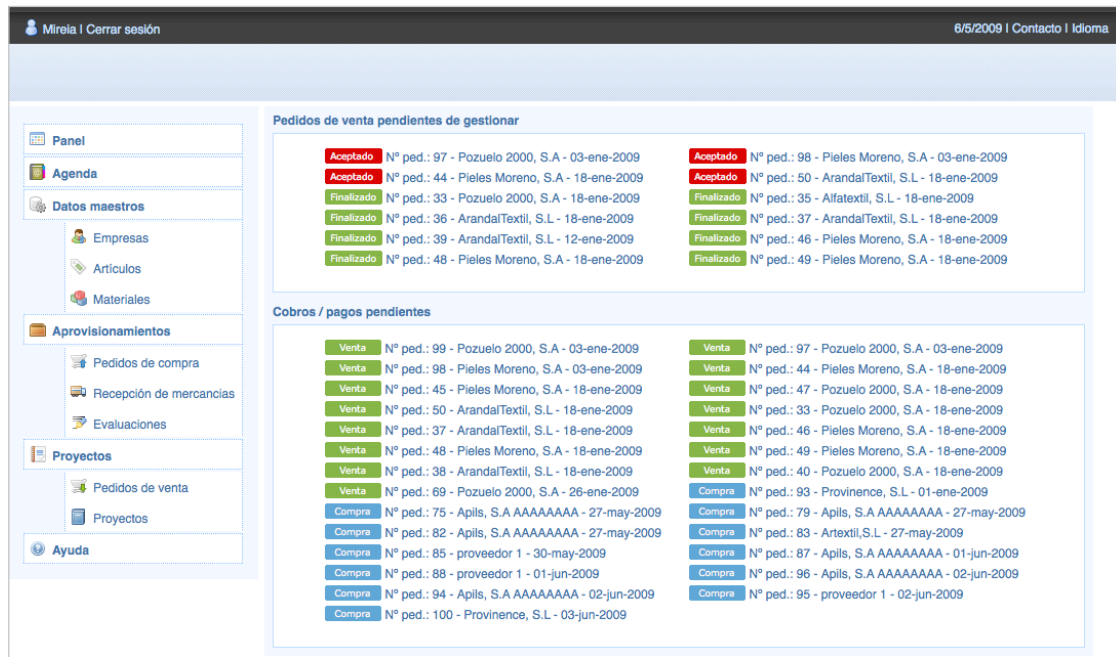 Mireia | Cerrar sesión
6/5/2009 | Contacto | Idioma
Panel
Agenda
Datos maestros
Empresas
Artículos
Materiales
Aprovisionamientos
Pedidos de compra
Recepción de mercancias
Evaluaciones
Proyectos
Pedidos de venta
Proyectos
Ayuda
Pedidos de venta pendientes de gestionar
Aceptado Nº ped.: 97 - Pozuelo 2000, S.A - 03-ene-2009 Aceptado Nº ped.: 98 - Pieles Moreno, S.A - 03-ene-2009
Aceptado Nº ped.: 44 - Pieles Moreno, S.A - 18-ene-2009 Aceptado Nº ped.: 50 - ArandalTextil, S.L - 18-ene-2009
Finalizado Nº ped.: 33 - Pozuelo 2000, S.A - 18-ene-2009 Finalizado Nº ped.: 35 - Alfatextil, S.L - 18-ene-2009
Finalizado Nº ped.: 36 - ArandalTextil, S.L - 18-ene-2009 Finalizado Nº ped.: 37 - ArandalTextil, S.L - 18-ene-2009
Finalizado Nº ped.: 39 - ArandalTextil, S.L - 12-ene-2009 Finalizado Nº ped.: 46 - Pieles Moreno, S.A - 18-ene-2009
Finalizado Nº ped.: 48 - Pieles Moreno, S.A - 18-ene-2009 Finalizado Nº ped.: 49 - Pieles Moreno, S.A - 18-ene-2009
Cobros / pagos pendientes
Venta Nº ped.: 99 - Pozuelo 2000, S.A - 03-ene-2009 Venta Nº ped.: 97 - Pozuelo 2000, S.A - 03-ene-2009
Venta Nº ped.: 98 - Pieles Moreno, S.A - 03-ene-2009 Venta Nº ped.: 44 - Pieles Moreno, S.A - 18-ene-2009
Venta Nº ped.: 45 - Pieles Moreno, S.A - 18-ene-2009 Venta Nº ped.: 47 - Pozuelo 2000, S.A - 18-ene-2009
Venta Nº ped.: 50 - ArandalTextil, S.L - 18-ene-2009 Venta Nº ped.: 33 - Pozuelo 2000, S.A - 18-ene-2009
Venta Nº ped.: 37 - ArandalTextil, S.L - 18-ene-2009 Venta Nº ped.: 46 - Pieles Moreno, S.A - 18-ene-2009
Venta Nº ped.: 48 - Pieles Moreno, S.A - 18-ene-2009 Venta Nº ped.: 49 - Pieles Moreno, S.A - 18-ene-2009
Venta Nº ped.: 38 - ArandalTextil, S.L - 18-ene-2009 Venta Nº ped.: 40 - Pozuelo 2000, S.A - 18-ene-2009
Venta Nº ped.: 69 - Pozuelo 2000, S.A - 26-ene-2009 Compra Nº ped.: 93 - Provinence, S.L - 01-ene-2009
Compra Nº ped.: 75 - Apils, S.A AAAAAAAA - 27-may-2009 Compra Nº ped.: 79 - Apils, S.A AAAAAAAA - 27-may-2009
Compra Nº ped.: 82 - Apils, S.A AAAAAAAA - 27-may-2009 Compra Nº ped.: 83 - Artextil,S.L - 27-may-2009
Compra Nº ped.: 85 - proveedor 1 - 30-may-2009 Compra Nº ped.: 87 - Apils, S.A AAAAAAAA - 01-jun-2009
Compra Nº ped.: 88 - proveedor 1 - 01-jun-2009 Compra Nº ped.: 96 - Apils, S.A AAAAAAAA - 02-jun-2009
Compra Nº ped.: 94 - Apils, S.A AAAAAAAA - 02-jun-2009 Compra Nº ped.: 95 - proveedor 1 - 02-jun-2009
Compra Nº ped.: 100 - Provinence, S.L - 03-jun-2009